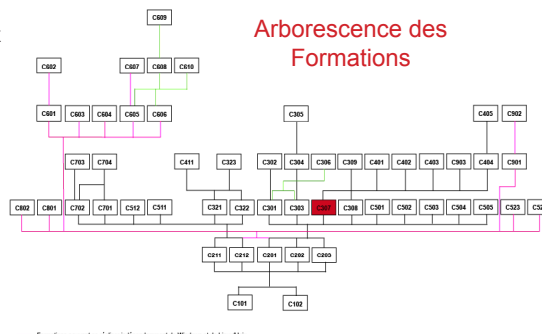 Arborescence des
Formations
C609
C602 C607 C608 C610
C601 C603 C604 C605 C606 C305 C405 C902
C703 C704 C411 C323 C302 C304 C306 C309 C401 C402 C403 C903 C404 C901
C802 C801 C702 C701 C512 C511 C321 C322 C301 C303 C308 C501 C502 C503 C504 C505 C523
C211 C212 C201 C202 C203
C101 C102